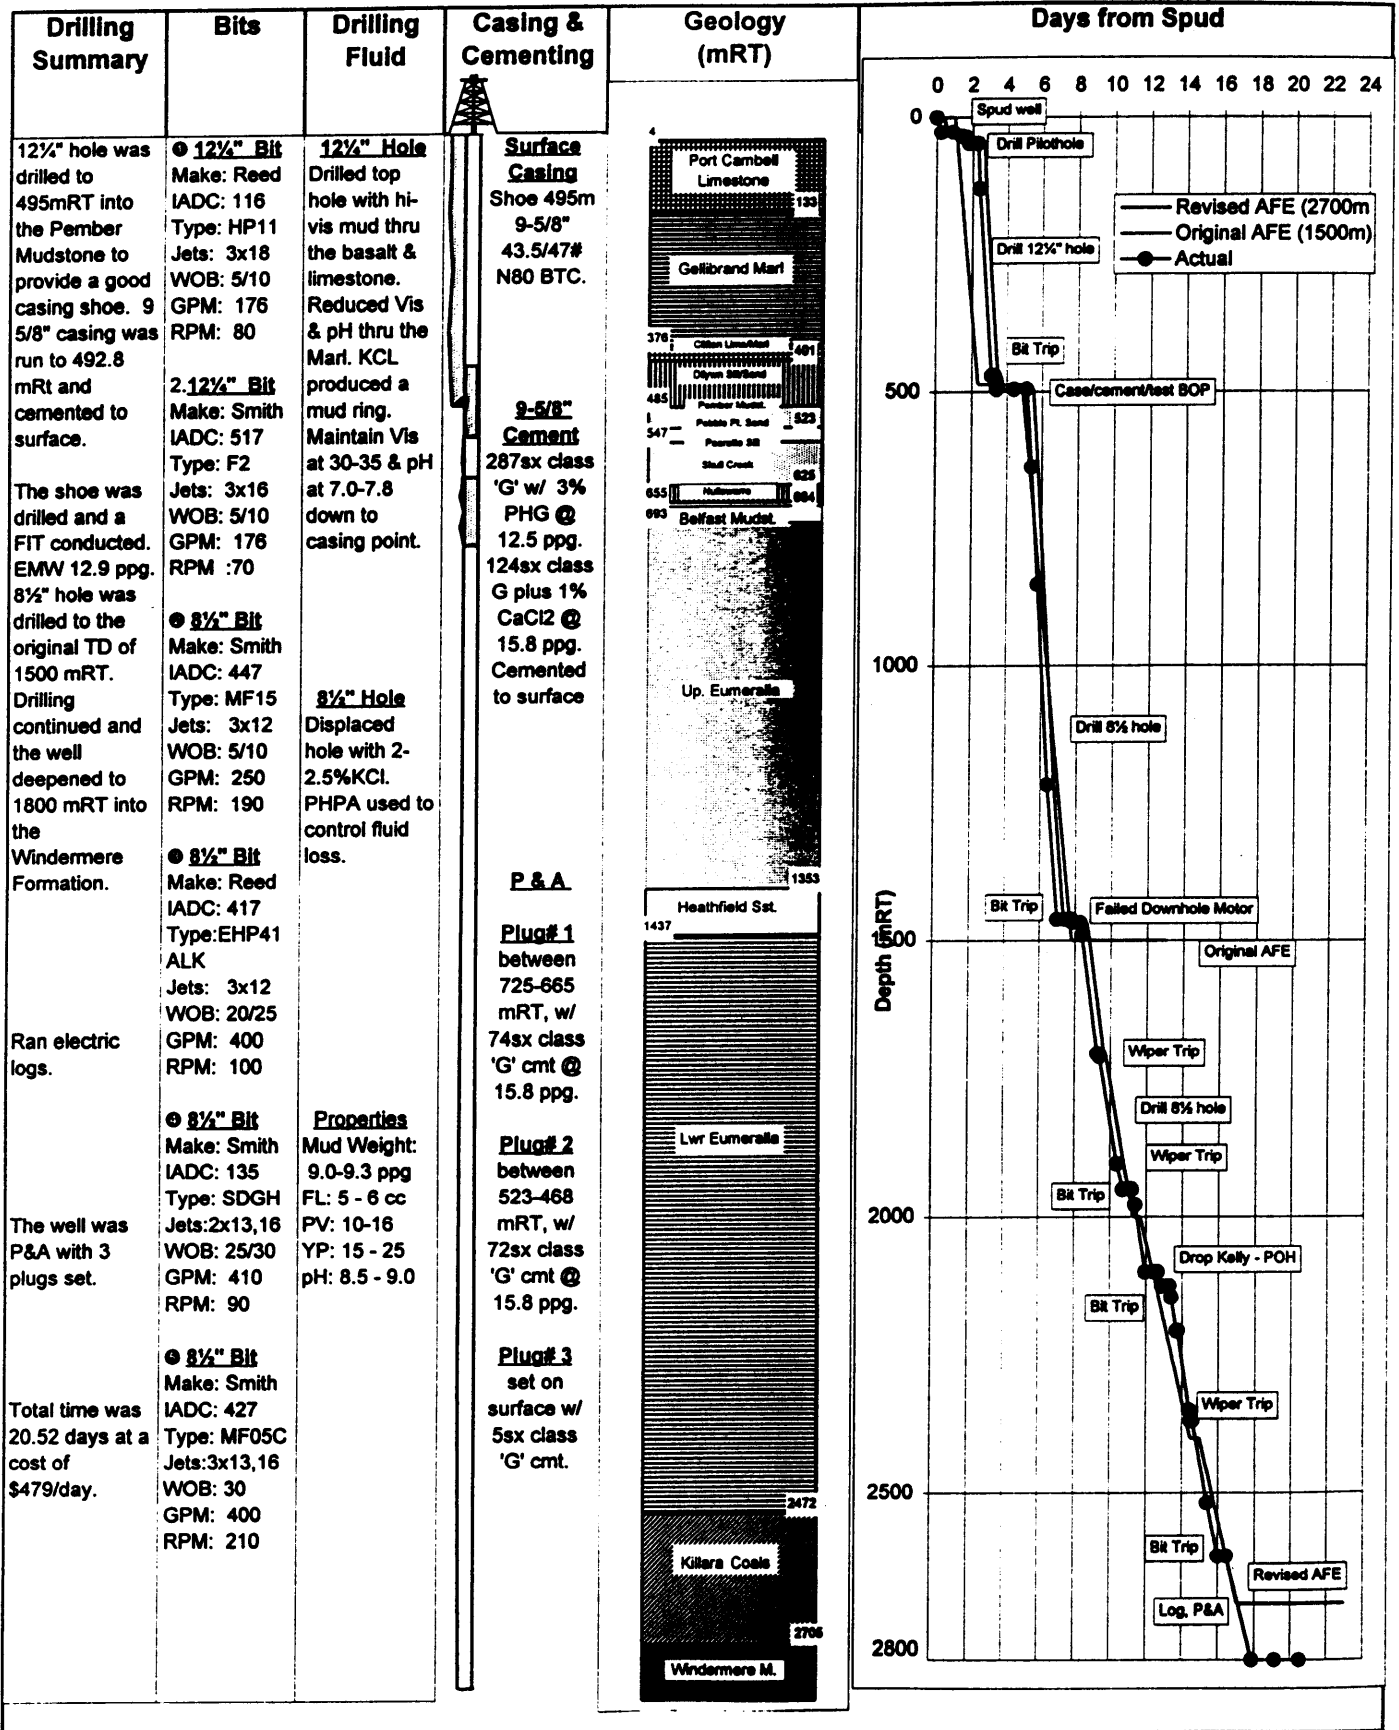 Drilling
Summary
Bits
Drilling
Fluid
Casing &
Cementing
Geology
(mRT)
Days from Spud
12¼" hole was
drilled to
495mRT into
the Pember
Mudstone to
provide a good
casing shoe. 9
5/8" casing was
run to 492.8
mRt and
cemented to
surface.
The shoe was
drilled and a
FIT conducted.
EMW 12.9 ppg.
8½" hole was
drilled to the
original TD of
1500 mRT.
Drilling
continued and
the well
deepened to
1800 mRT into
the
Windermere
Formation.
Ran electric
logs.
The well was
P&A with 3
plugs set.
Total time was
20.52 days at a
cost of
$479/day.
12¼" Bit
Make: Reed
IADC: 116
Type: HP11
Jets: 3x18
WOB: 5/10
GPM: 176
RPM: 80
2.12¼" Bit
Make: Smith
IADC: 517
Type: F2
Jets: 3x16
WOB: 5/10
GPM: 176
RPM :70
8½" Bit
Make: Smith
IADC: 447
Type: MF15
Jets: 3x12
WOB: 5/10
GPM: 250
RPM: 190
8½" Bit
Make: Reed
IADC: 417
Type:EHP41
ALK
Jets: 3x12
WOB: 20/25
GPM: 400
RPM: 100
8½" Bit
Make: Smith
IADC: 135
Type: SDGH
Jets:2x13,16
WOB: 25/30
GPM: 410
RPM: 90
8½" Bit
Make: Smith
IADC: 427
Type: MF05C
Jets:3x13,16
WOB: 30
GPM: 400
RPM: 210
12¼" Hole
Drilled top
hole with hi-
vis mud thru
the basalt &
limestone.
Reduced Vis
& pH thru the
Marl. KCL
produced a
mud ring.
Maintain Vis
at 30-35 & pH
at 7.0-7.8
down to
casing point.
8½" Hole
Displaced
hole with 2-
2.5%KCl.
PHPA used to
control fluid
loss.
Properties
Mud Weight:
9.0-9.3 ppg
FL: 5 - 6 cc
PV: 10-16
YP: 15 - 25
pH: 8.5 - 9.0
Surface
Casing
Shoe 495m
9-5/8"
43.5/47#
N80 BTC.
9-5/8"
Cement
287sx class
'G' w/ 3%
PHG @
12.5 ppg.
124sx class
G plus 1%
CaCl2 @
15.8 ppg.
Cemented
to surface
P & A
Plug# 1
between
725-665
mRT, w/
74sx class
'G' cmt @
15.8 ppg.
Plug# 2
between
523-468
mRT, w/
72sx class
'G' cmt @
15.8 ppg.
Plug# 3
set on
surface w/
5sx class
'G' cmt.
4
Port Cambell
Limestone
133
Gellibrand Marl
376
Clifton Lime/Marl
401
Dilwyn Slt/Sand
485
Pember Mudst.
523
Pebble Pt. Sand
547
Paaratte Slt
Skull Creek
625
655
Nullawarre
664
693
Belfast Mudst.
Up. Eumeralla
1353
Heathfield Sst.
1437
Lwr Eumeralla
2472
Killara Coals
2705
Windermere M.
0 2 4 6 8 10 12 14 16 18 20 22 24
0
500
1000
1500
2000
2500
2800
Depth (mRT)
Spud well
Drill Pilothole
Revised AFE (2700m
Original AFE (1500m)
Actual
Drill 12¼" hole
Bit Trip
Case/cement/test BOP
Drill 8½ hole
Bit Trip
Failed Downhole Motor
Original AFE
Wiper Trip
Drill 8½ hole
Wiper Trip
Bit Trip
Drop Kelly - POH
Bit Trip
Wiper Trip
Bit Trip
Revised AFE
Log, P&A